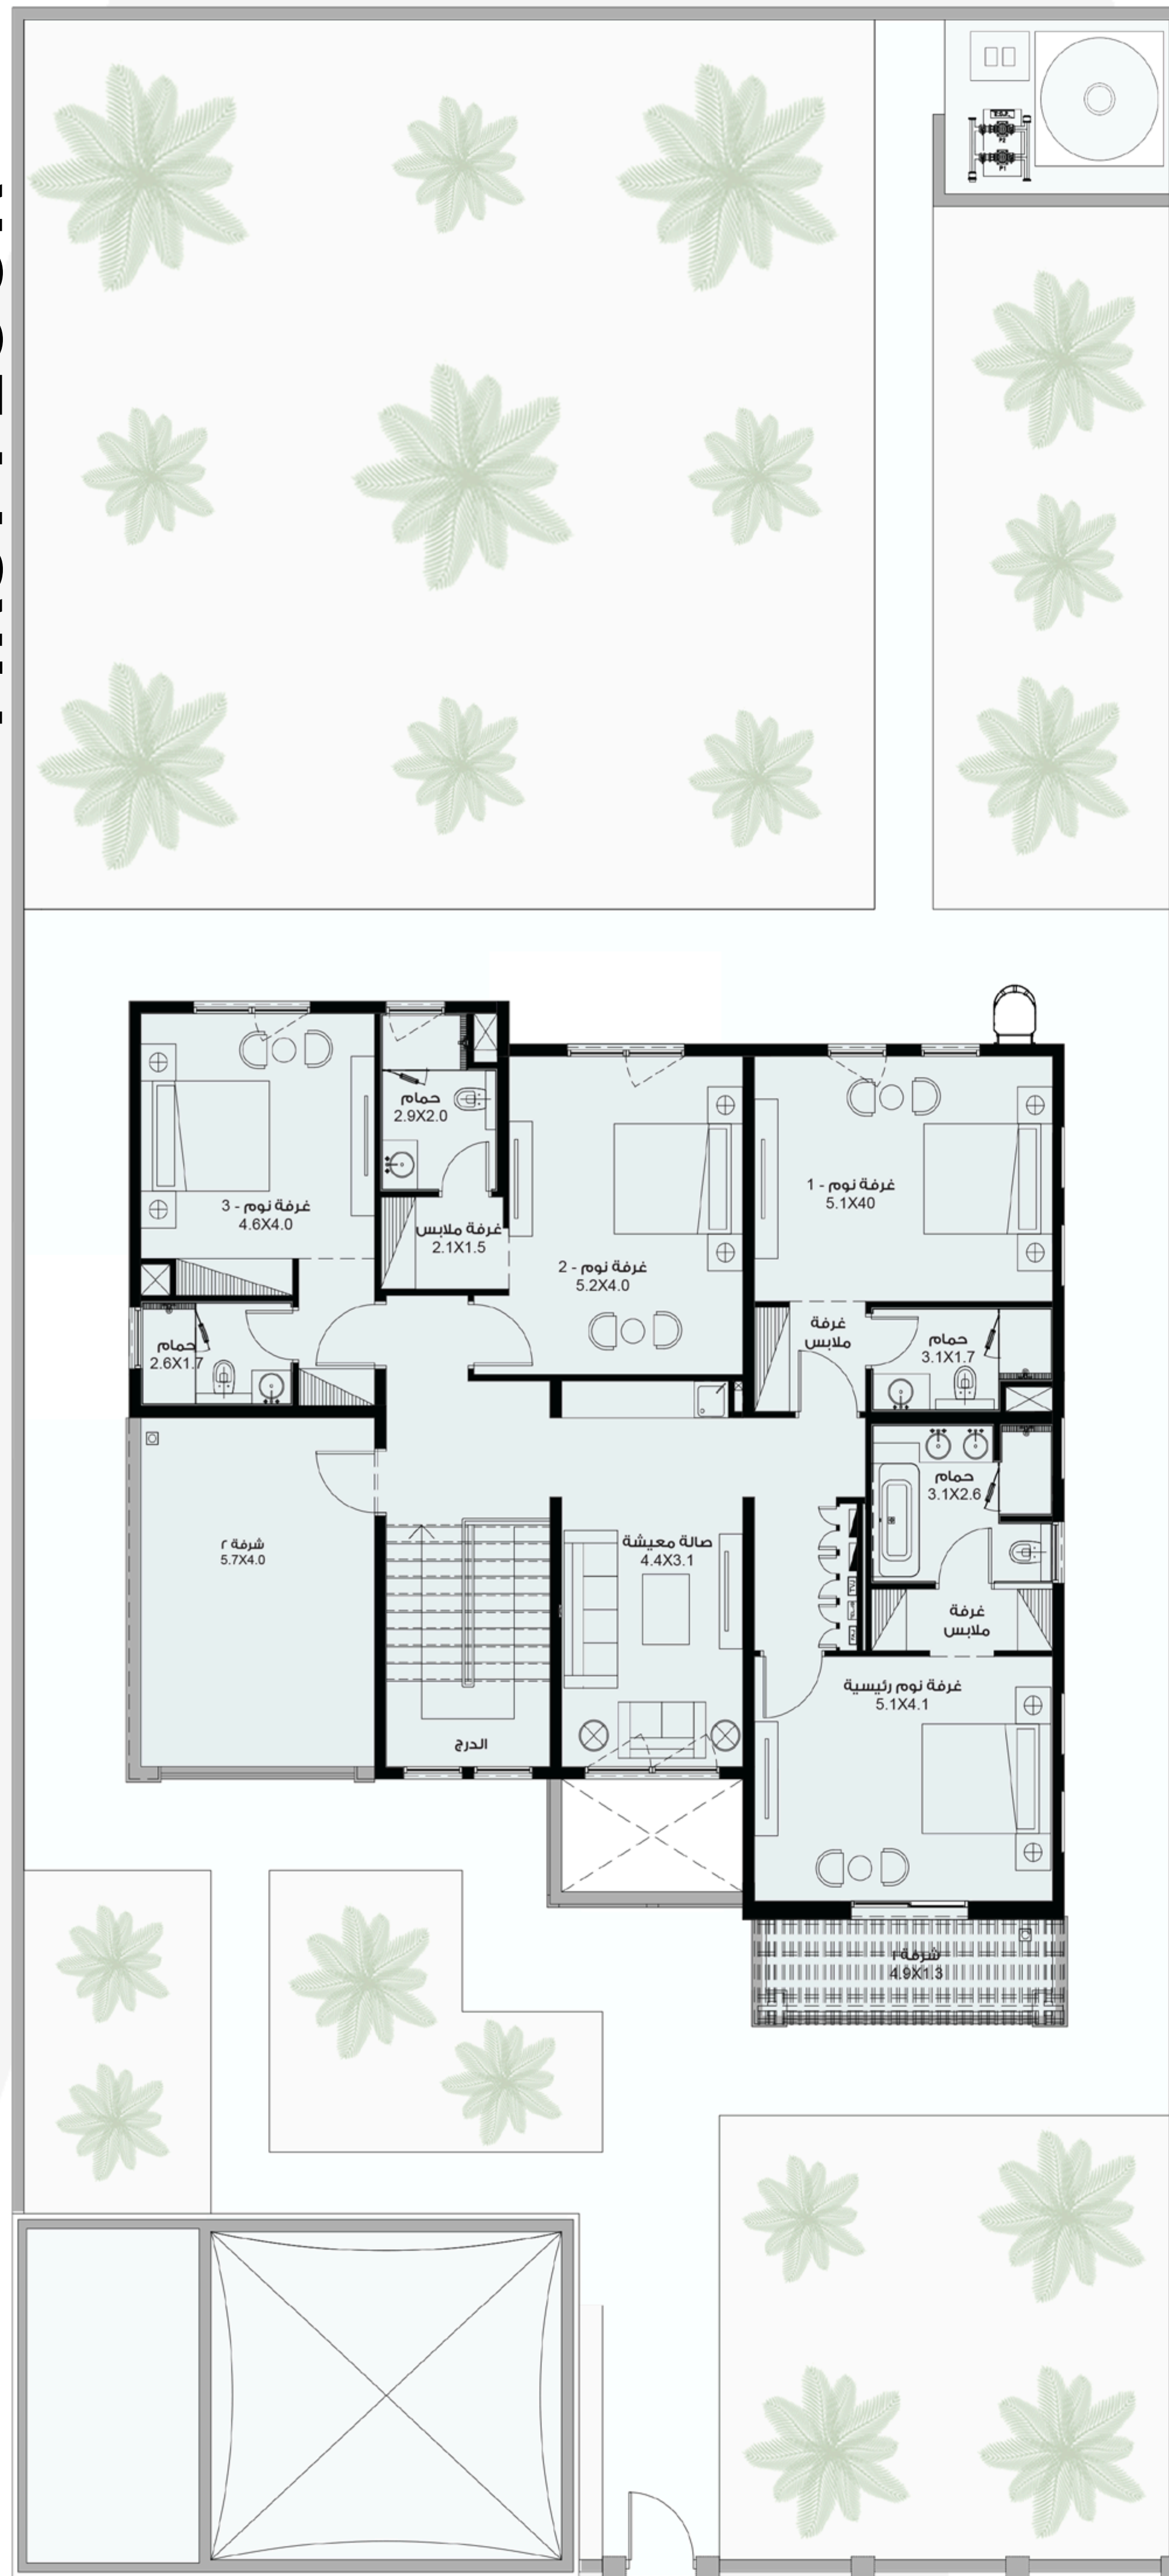 P2
P1
حمام
2.9X2.0
غرفة نوم - 3
4.6X4.0
غرفة ملابس
2.1X1.5
غرفة نوم - 2
5.2X4.0
غرفة نوم - 1
5.1X40
حمام
2.6X1.7
غرفة
ملابس
حمام
3.1X1.7
حمام
3.1X2.6
شرفة ٢
5.7X4.0
صالة معيشة
4.4X3.1
غرفة
ملابس
غرفة نوم رئيسية
5.1X4.1
الدرج
شرفة ١
4.9X1.3